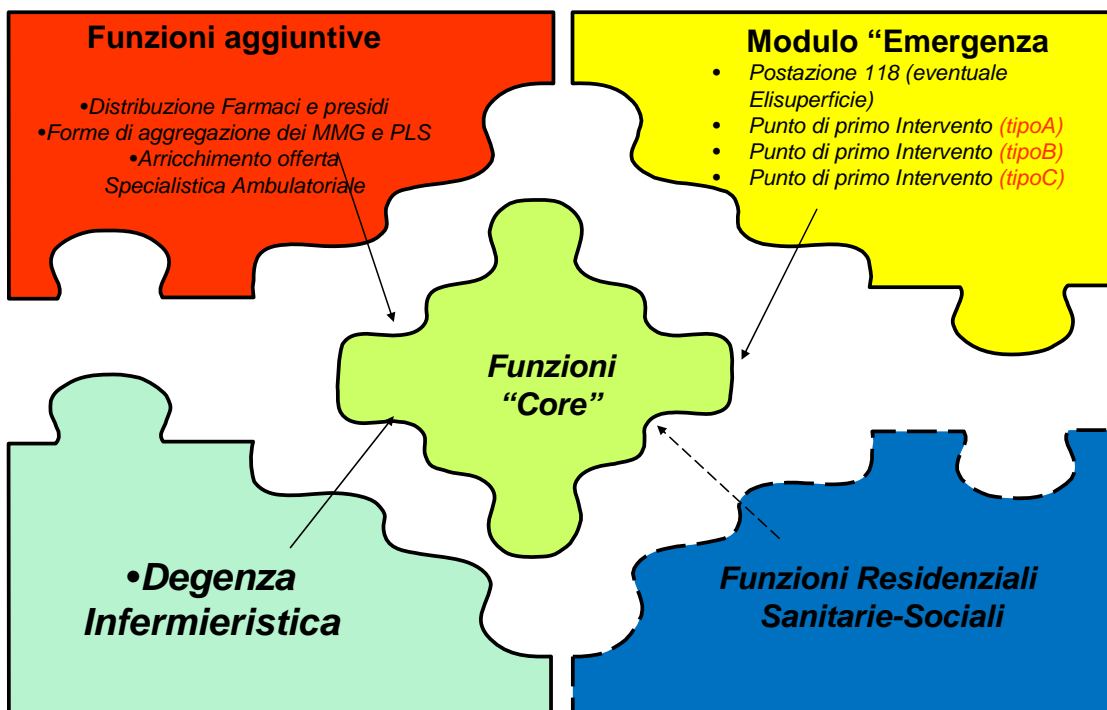 Funzioni aggiuntive
•Distribuzione Farmaci e presidi
•Forme di aggregazione dei MMG e PLS
•Arricchimento offerta
Specialistica Ambulatoriale
Modulo “Emergenza
• Postazione 118 (eventuale
Elisuperficie)
• Punto di primo Intervento (tipoA)
• Punto di primo Intervento (tipoB)
• Punto di primo Intervento (tipoC)
Funzioni
“Core”
•Degenza
Infermieristica
Funzioni Residenziali
Sanitarie-Sociali